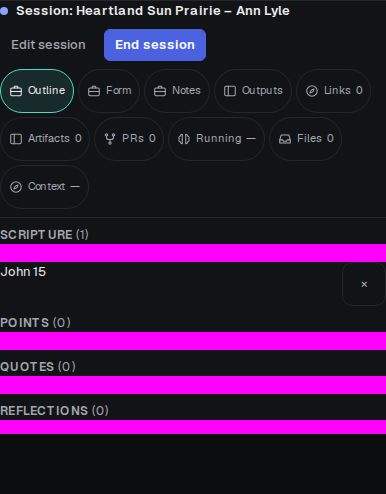 Session: Heartland Sun Prairie – Ann Lyle
Edit session End session
Outline Form Notes Outputs Links 0
Artifacts 0 PRs 0 Running — Files 0
Context —
SCRIPTURE (1)
John 15
×
POINTS (0)
QUOTES (0)
REFLECTIONS (0)